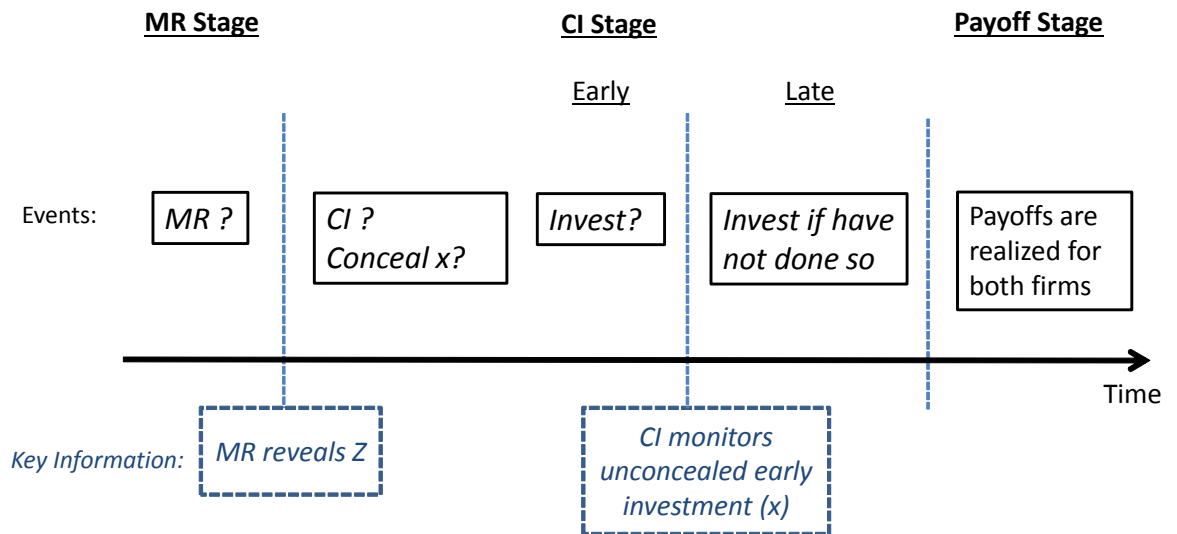 MR Stage
CI Stage
Payoff Stage
Early
Late
Events:
MR ?
CI ?
Conceal x?
Invest?
Invest if have
not done so
Payoffs are
realized for
both firms
Time
Key Information:
MR reveals Z
CI monitors
unconcealed early
investment (x)